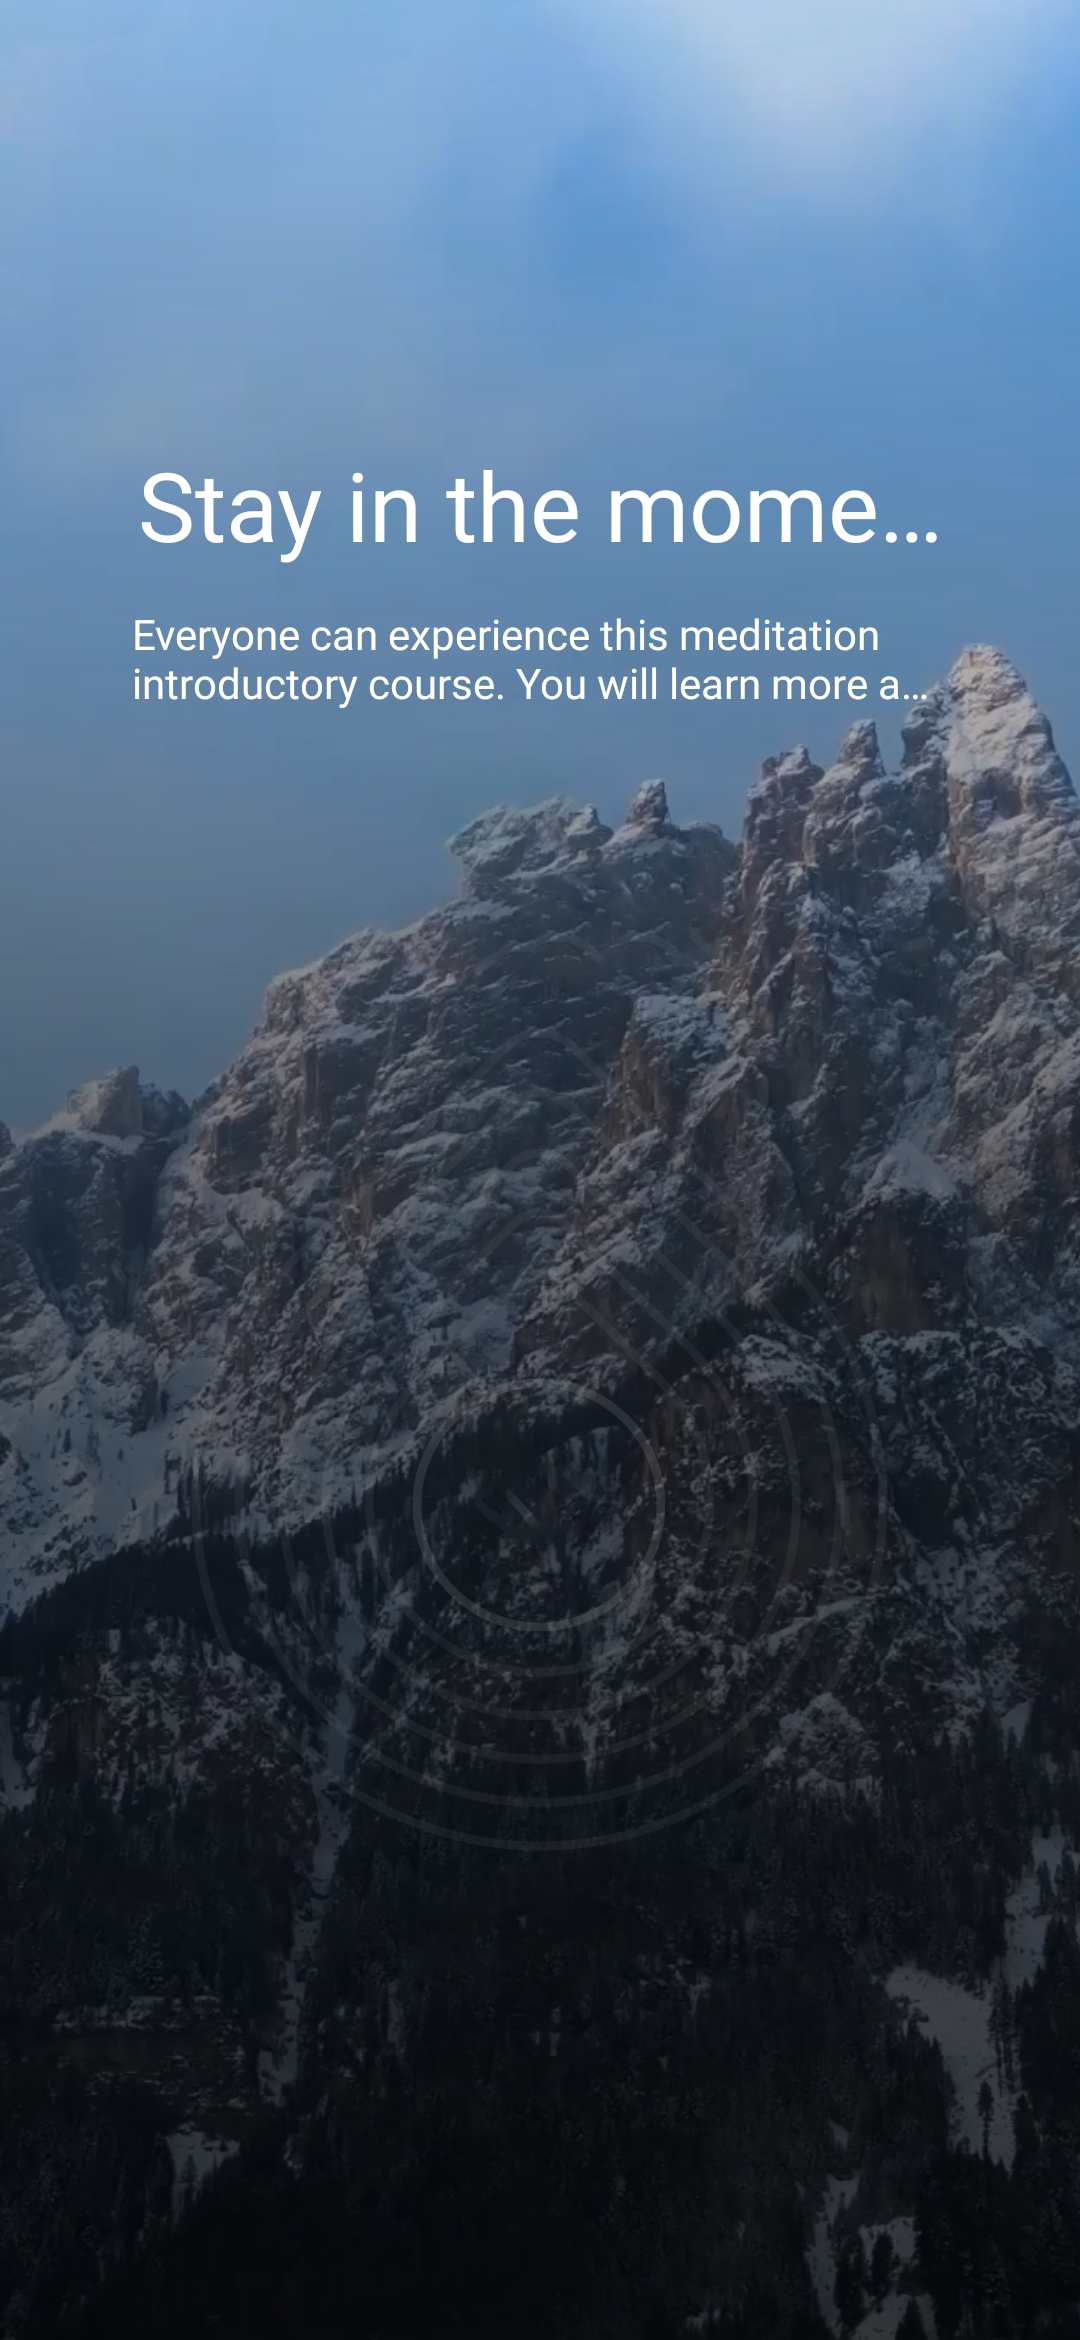 Stay in the mome…
Everyone can experience this meditation
introductory course. You will learn more a…